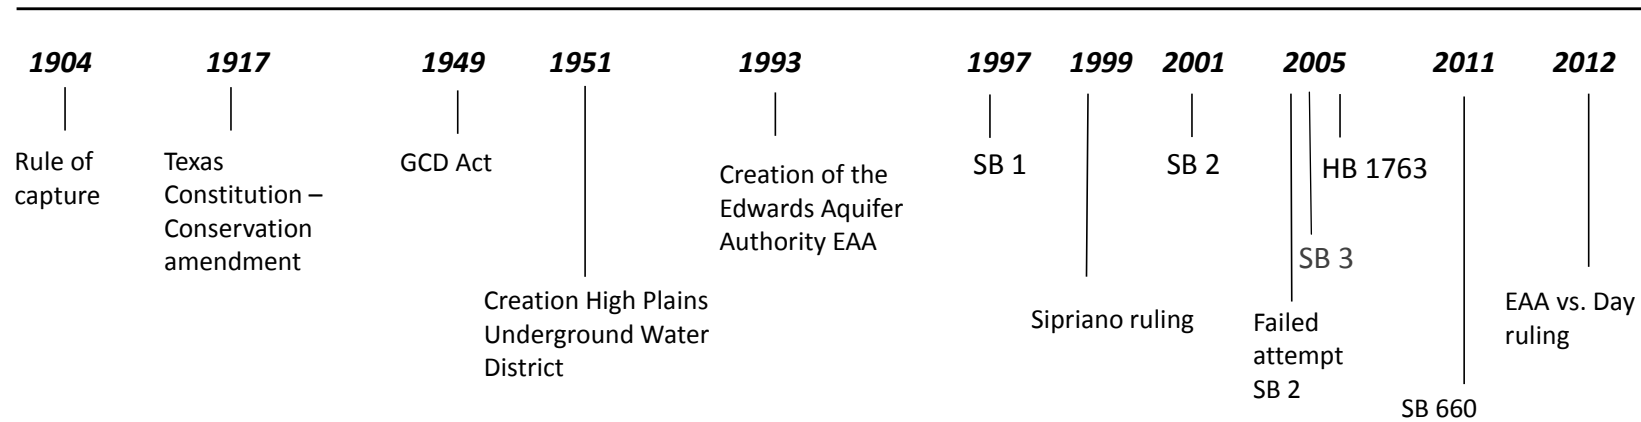 1904 1917 1949 1951 1993 1997 1999 2001 2005 2011 2012
Rule of
capture
Texas
Constitution –
Conservation
amendment
GCD Act
Creation High Plains
Underground Water
District
Creation of the
Edwards Aquifer
Authority EAA
SB 1
Sipriano ruling
SB 2
Failed
attempt
SB 2
SB 3
HB 1763
SB 660
EAA vs. Day
ruling